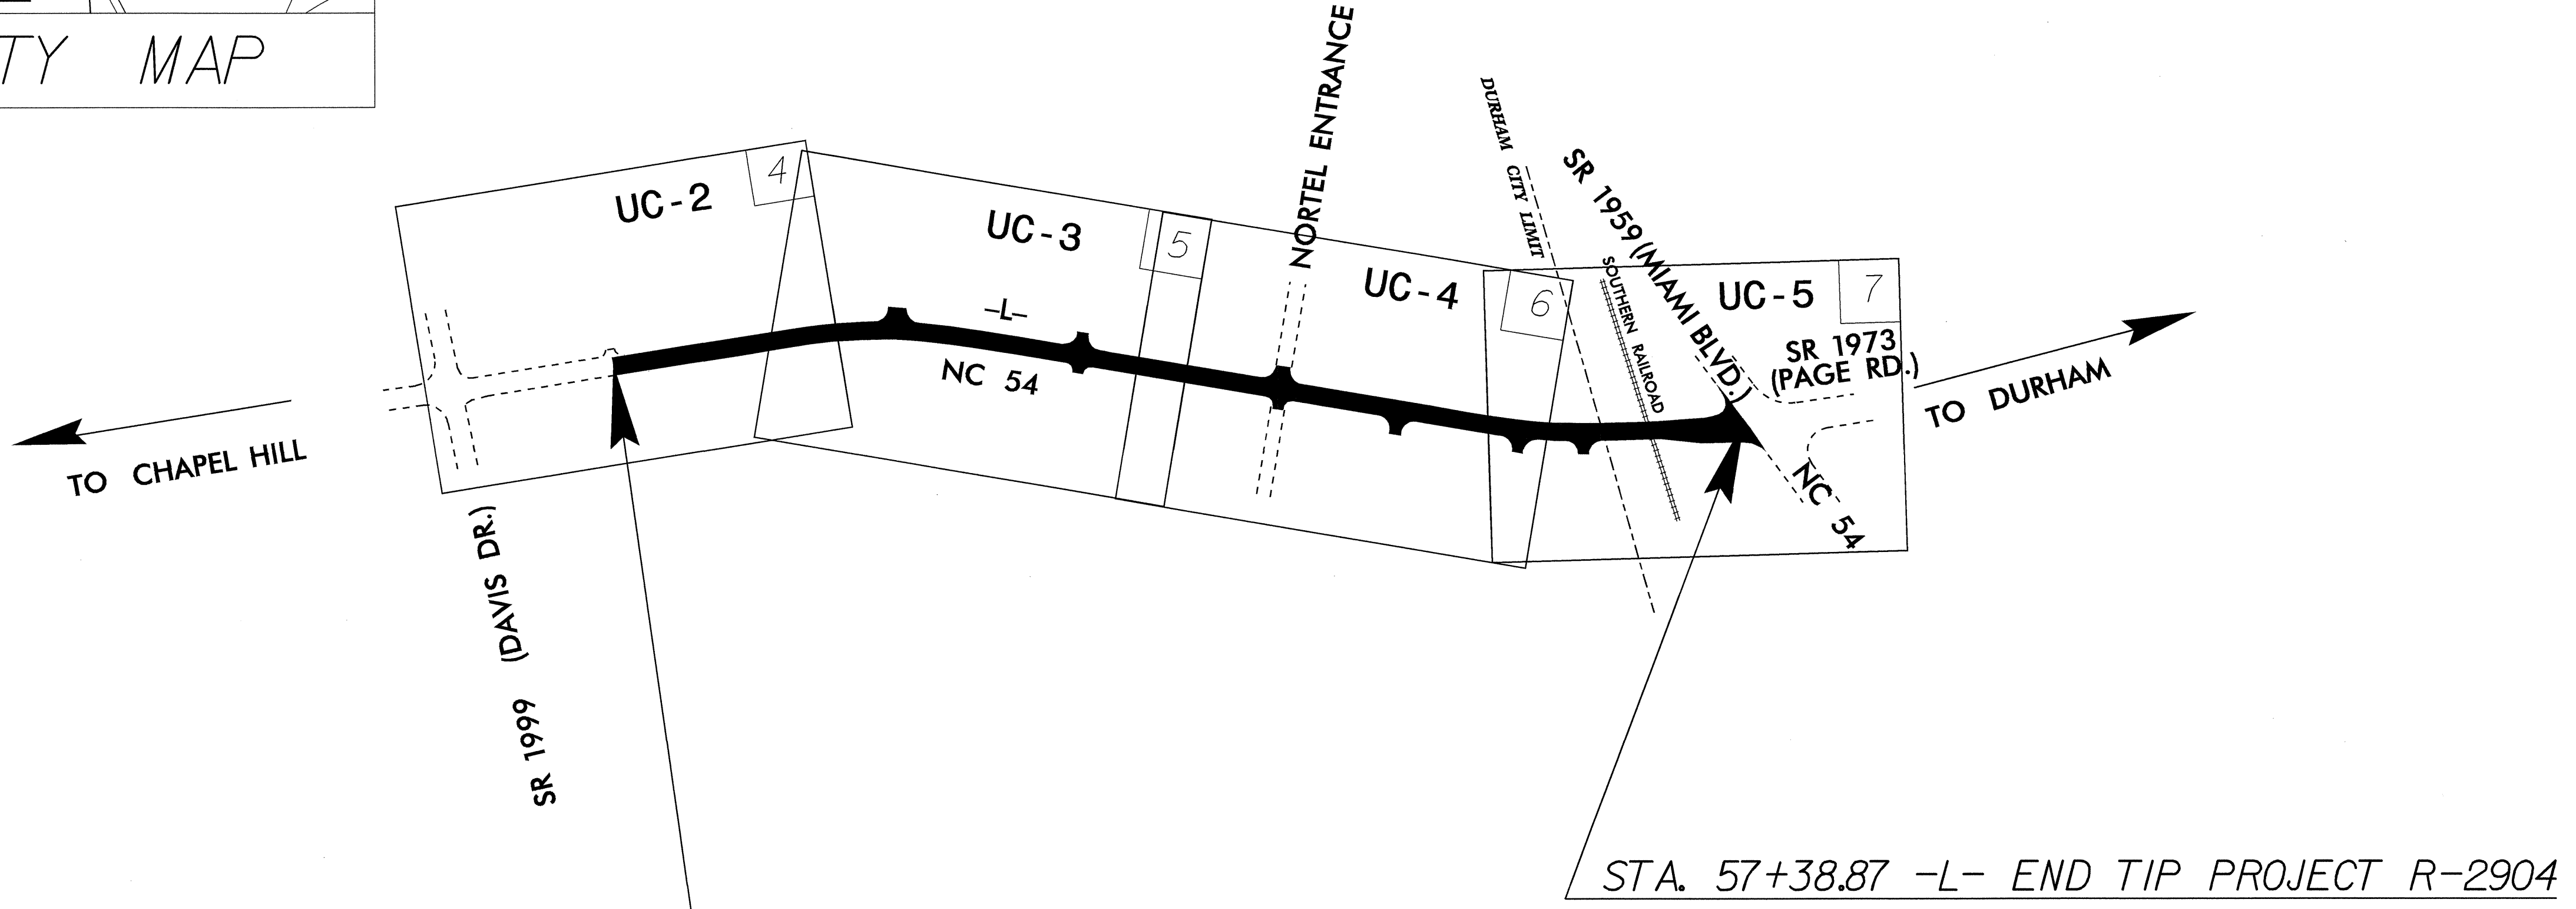 TY MAP
NORTEL ENTRANCE
DURHAM CITY LIMIT
SR 1959 (MIAMI BLVD.)
4
UC-2
UC-3
5
UC-4
6
SOUTHERN RAILROAD
UC-5
7
-L-
NC 54
SR 1973
(PAGE RD.)
TO DURHAM
TO CHAPEL HILL
NC 54
SR 1999 (DAVIS DR.)
STA. 57+38.87 -L- END TIP PROJECT R-2904